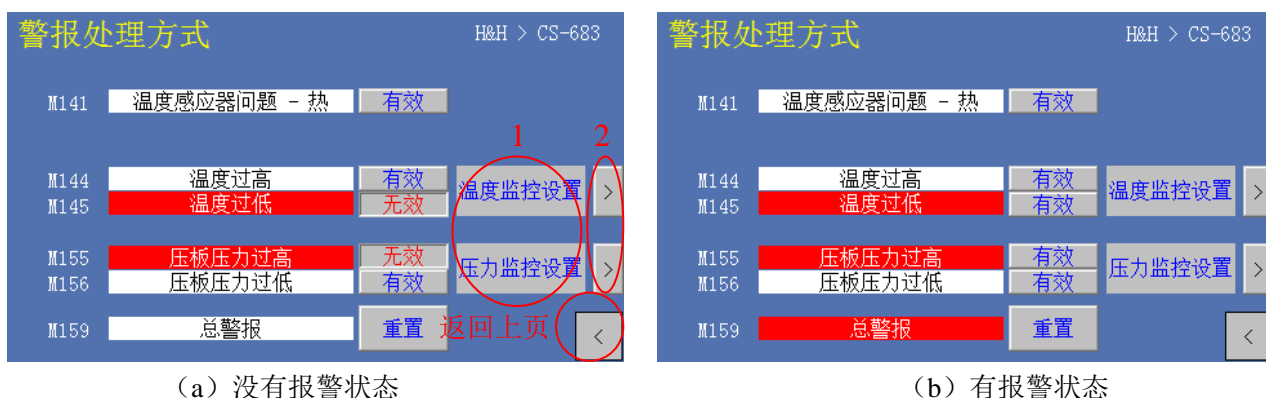 警报处理方式 H&H > CS-683
M141 温度感应器问题 - 热 有效
1 2
M144 温度过高 有效 温度监控设置 >
M145 温度过低 无效
M155 压板压力过高 无效 压力监控设置 >
M156 压板压力过低 有效
M159 总警报 重置 返回上页 <
(a)没有报警状态
警报处理方式 H&H > CS-683
M141 温度感应器问题 - 热 有效
M144 温度过高 有效 温度监控设置 >
M145 温度过低 有效
M155 压板压力过高 有效 压力监控设置 >
M156 压板压力过低 有效
M159 总警报 重置 <
(b)有报警状态